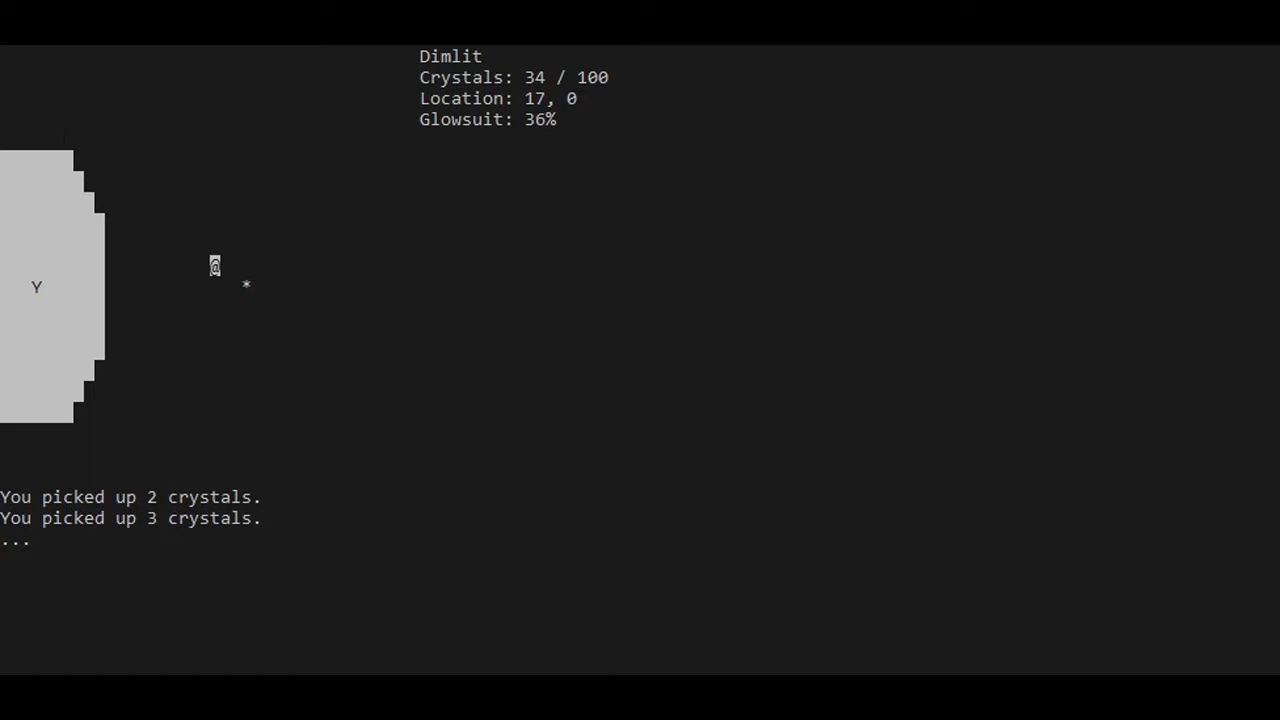 Dimlit
Crystals: 34 / 100
Location: 17, 0
Glowsuit: 36%
@
*
Y
You picked up 2 crystals.
You picked up 3 crystals.
...